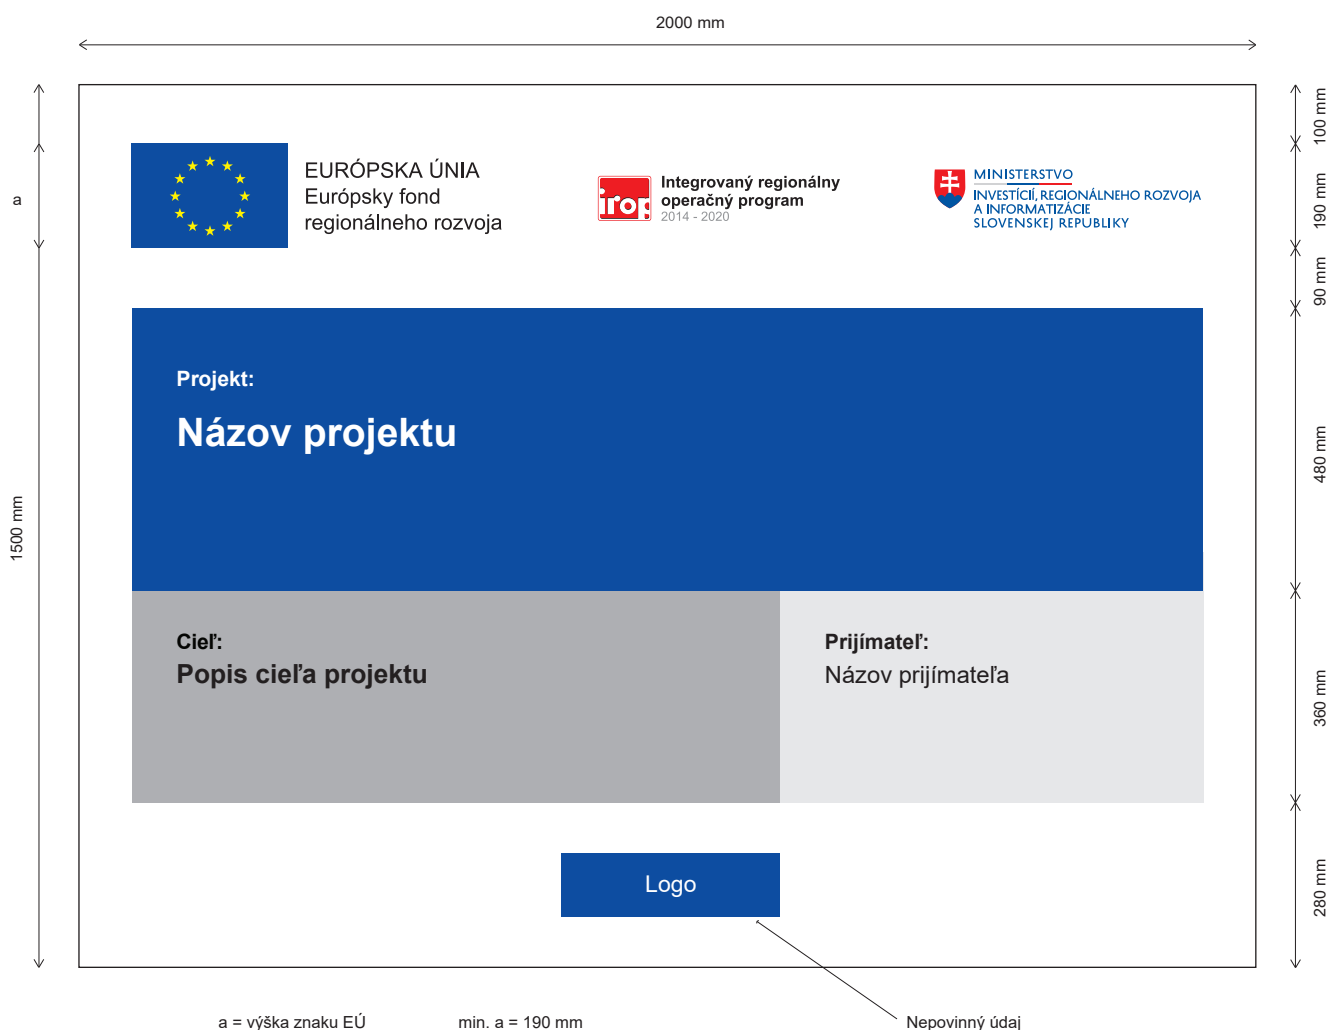 2000 mm
100 mm
a
EURÓPSKA ÚNIA
Európsky fond
regionálneho rozvoja
irop
Integrovaný regionálny
operačný program
2014 - 2020
MINISTERSTVO
INVESTÍCIÍ, REGIONÁLNEHO ROZVOJA
A INFORMATIZÁCIE
SLOVENSKEJ REPUBLIKY
190 mm
90 mm
Projekt:
Názov projektu
480 mm
1500 mm
Cieľ:
Popis cieľa projektu
Prijímateľ:
Názov prijímateľa
360 mm
Logo
280 mm
a = výška znaku EÚ
min. a = 190 mm
Nepovinný údaj